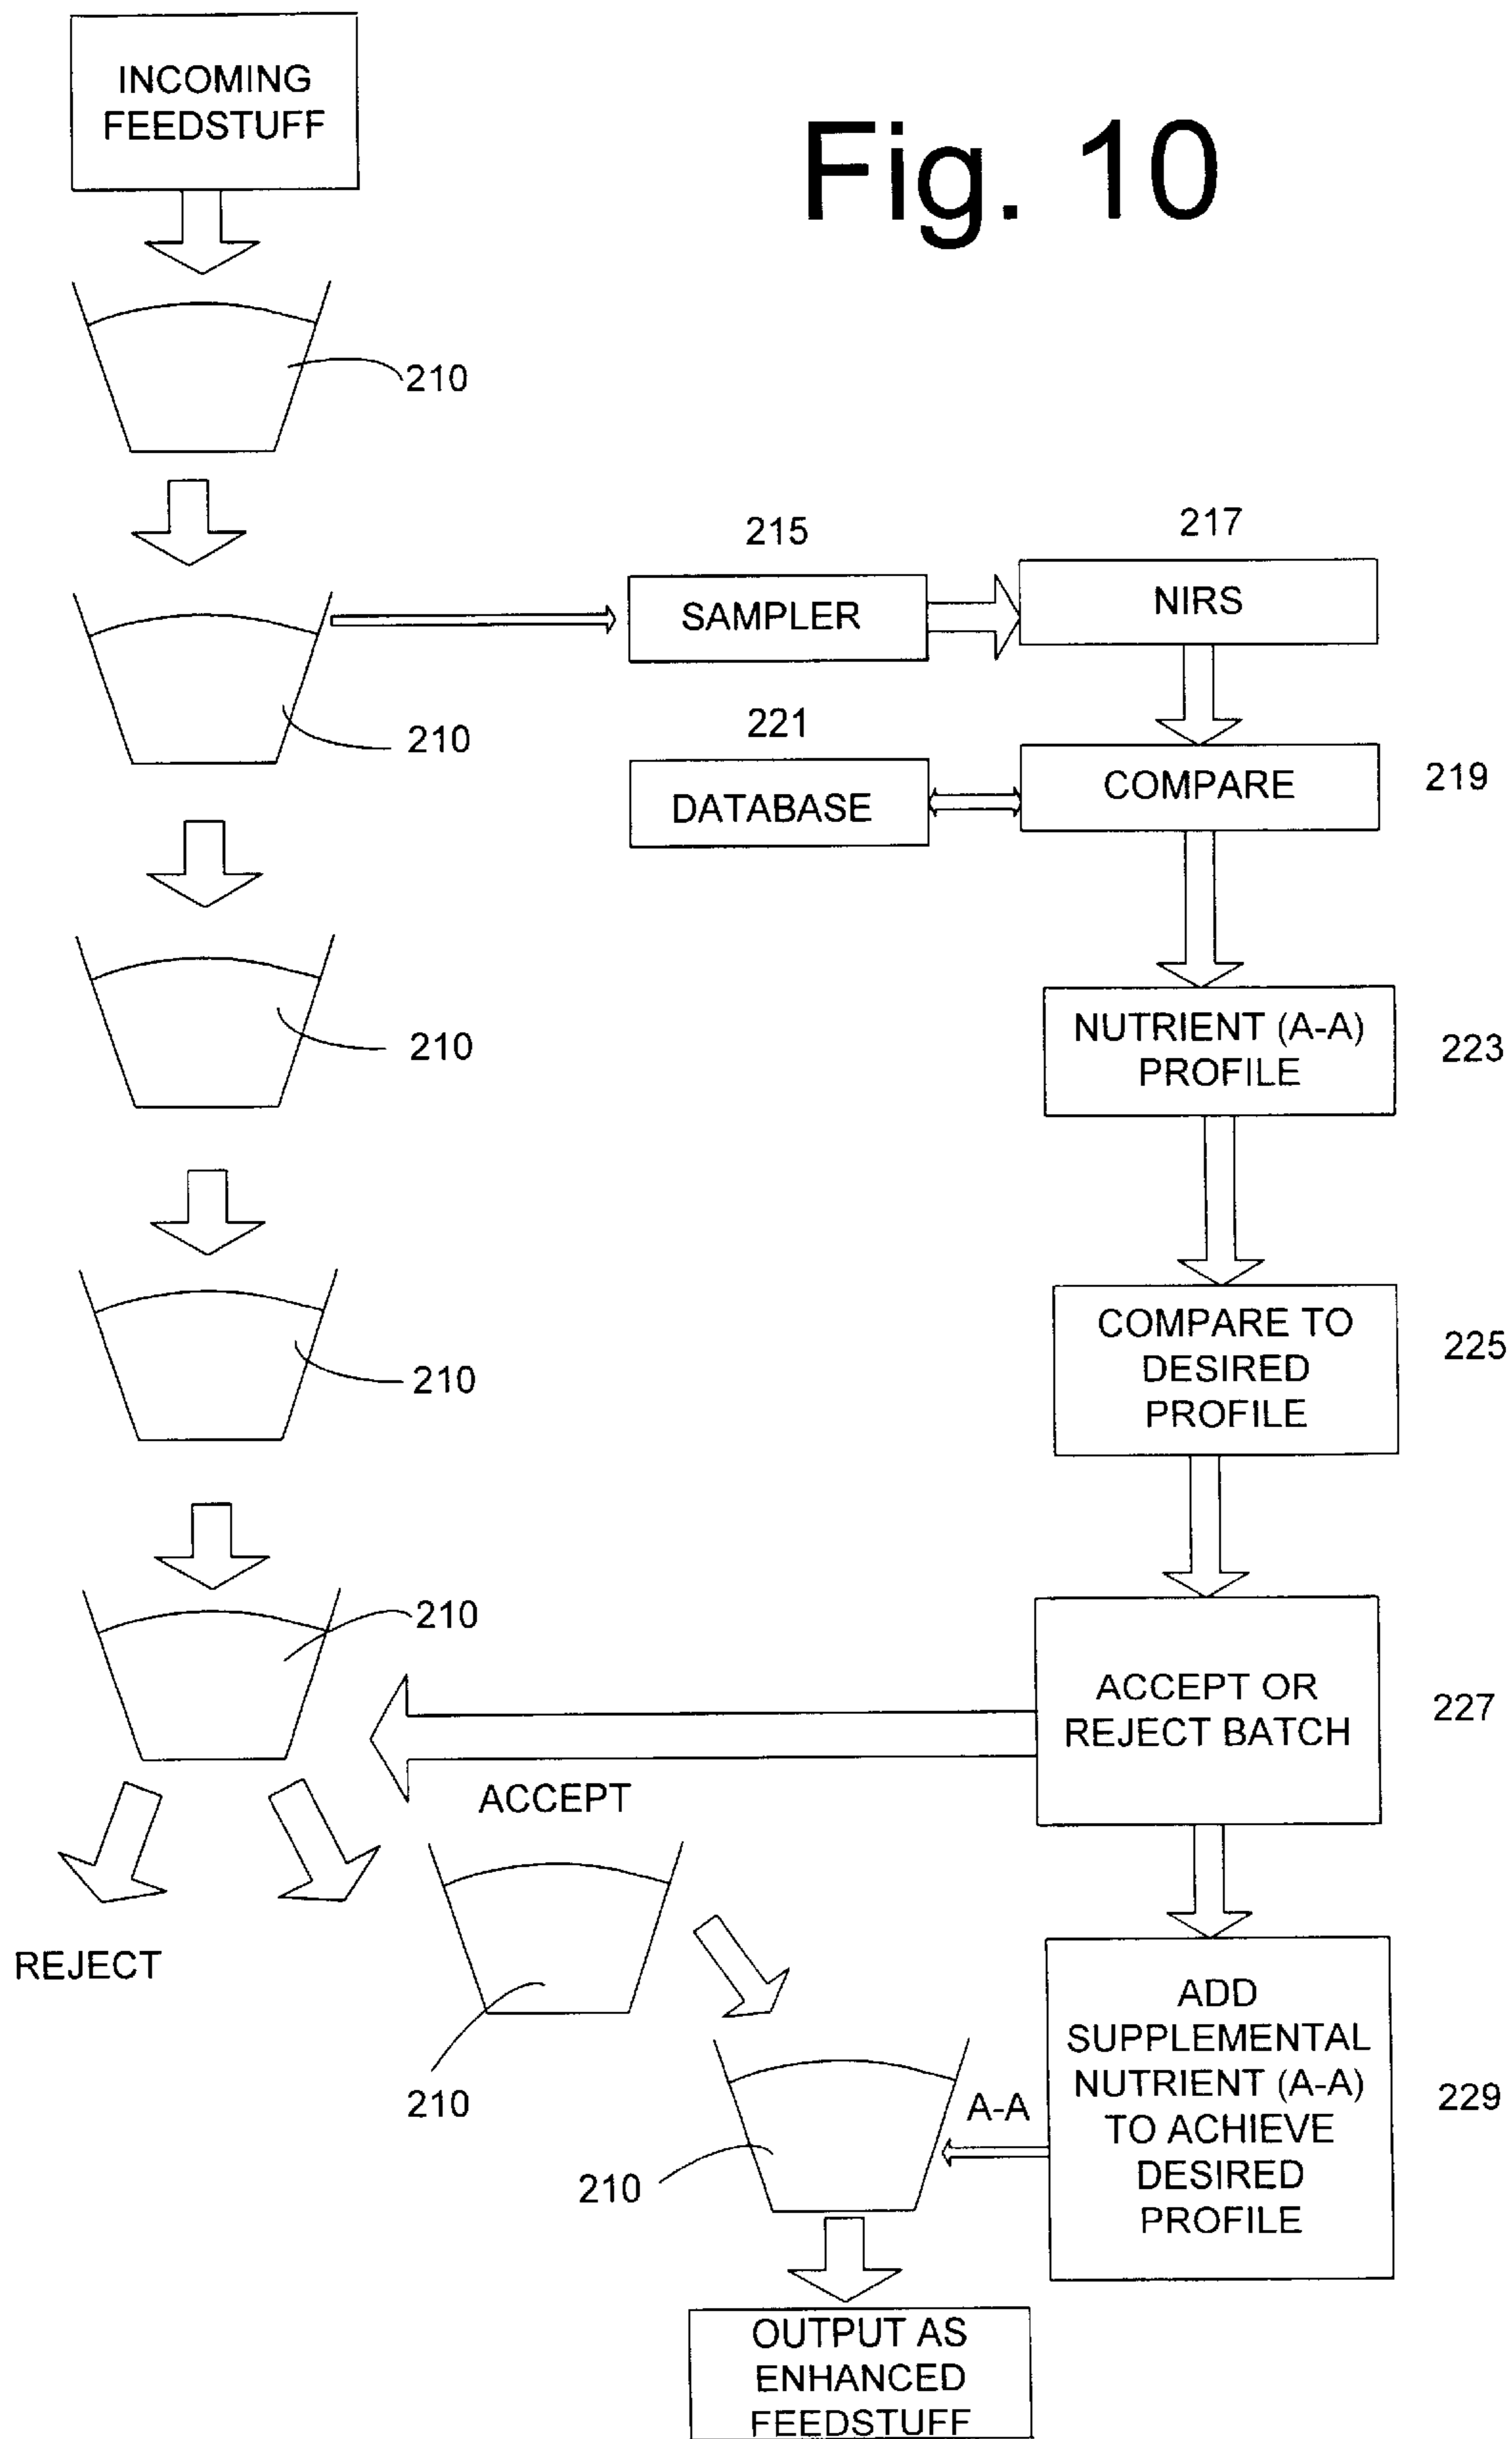 INCOMING
FEEDSTUFF
Fig. 10
210
215
217
SAMPLER
NIRS
210
221
219
DATABASE
COMPARE
210
NUTRIENT (A-A)
PROFILE
223
210
COMPARE TO
DESIRED
PROFILE
225
210
ACCEPT OR
REJECT BATCH
227
ACCEPT
REJECT
210
ADD
SUPPLEMENTAL
NUTRIENT (A-A)
TO ACHIEVE
DESIRED
PROFILE
229
A-A
210
OUTPUT AS
ENHANCED
FEEDSTUFF